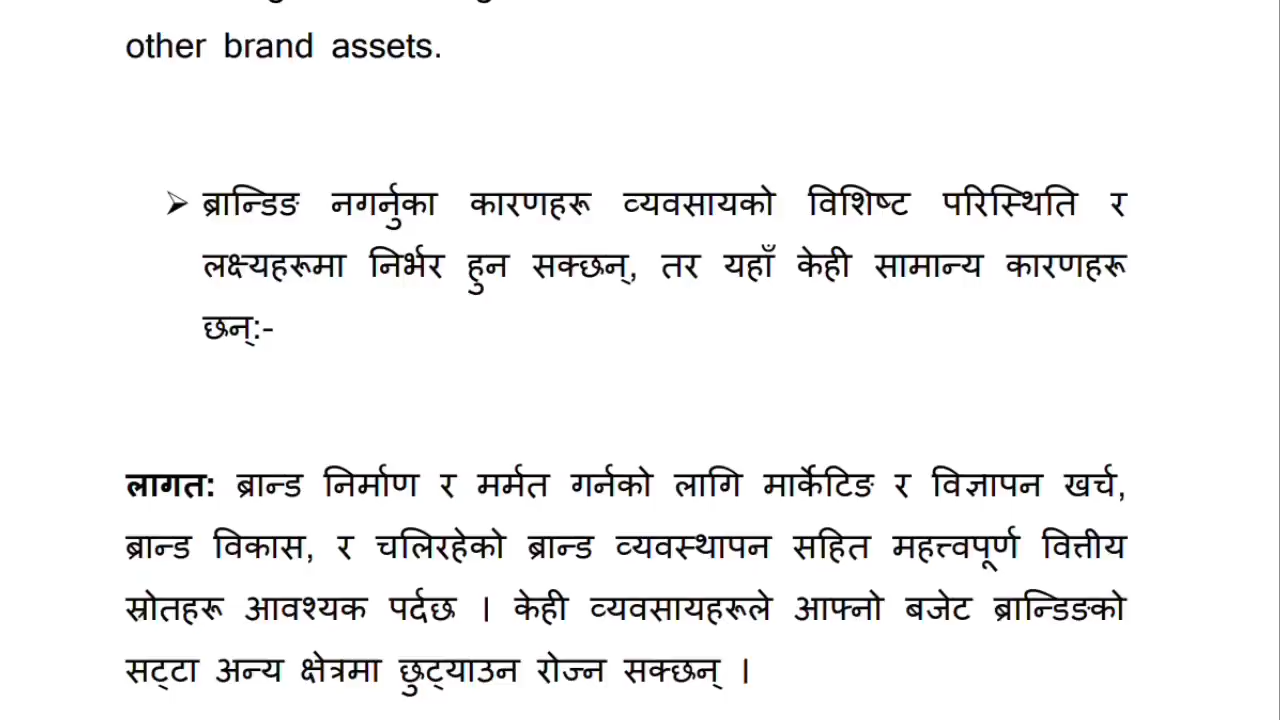 other brand assets.
➢ ब्रान्डिङ नगर्नुका कारणहरू व्यवसायको विशिष्ट परिस्थिति र
लक्ष्यहरूमा निर्भर हुन सक्छन्, तर यहाँ केही सामान्य कारणहरू
छन्:-
लागत: ब्रान्ड निर्माण र मर्मत गर्नको लागि मार्केटिङ र विज्ञापन खर्च,
ब्रान्ड विकास, र चलिरहेको ब्रान्ड व्यवस्थापन सहित महत्त्वपूर्ण वित्तीय
स्रोतहरू आवश्यक पर्दछ । केही व्यवसायहरूले आफ्नो बजेट ब्रान्डिङको
सट्टा अन्य क्षेत्रमा छुट्याउन रोज्न सक्छन् ।